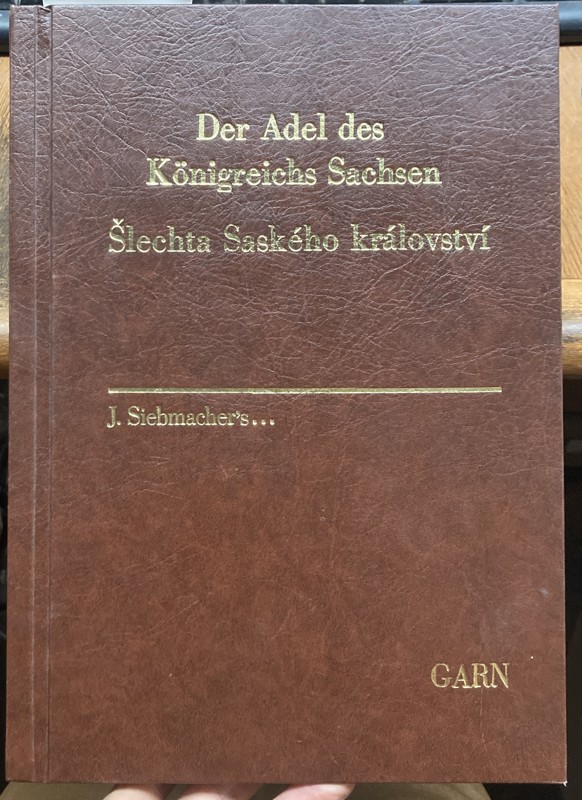 Der Adel des
Königreichs Sachsen
Šlechta Saského království
J. Siebmacher's...
GARN